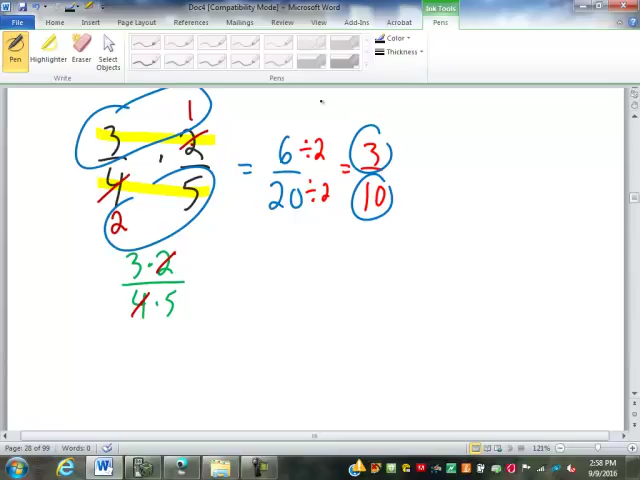 Doc4 [Compatibility Mode] - Microsoft Word
Ink Tools
File Home Insert Page Layout References Mailings Review View Add-Ins Acrobat Pens
Pen Highlighter Eraser Select Objects
Color
Thickness
Write
Pens
1
3/4 · 2/5 = 6÷2/20÷2 = 3/10
2
3·2
4·5
Page: 28 of 99 Words: 0
121%
2:58 PM
9/9/2016